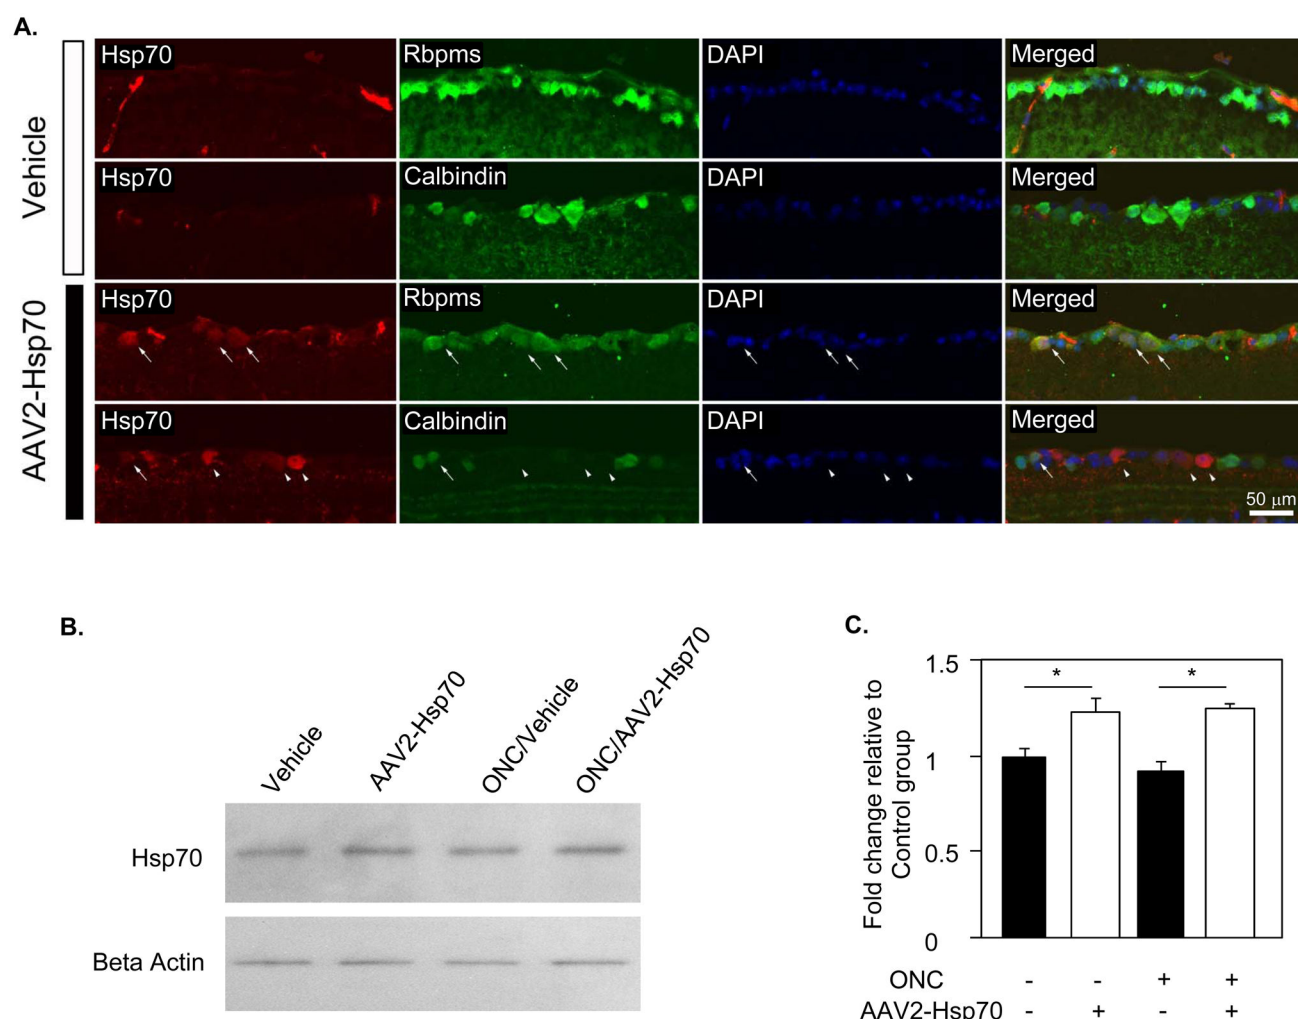 A.
Vehicle
Hsp70 Rbpms DAPI Merged
Hsp70 Calbindin DAPI Merged
AAV2-Hsp70
Hsp70 Rbpms DAPI Merged
Hsp70 Calbindin DAPI Merged
50 μm
B.
Vehicle
AAV2-Hsp70
ONC/Vehicle
ONC/AAV2-Hsp70
Hsp70
Beta Actin
C.
Fold change relative to
Control group
1.5
1
0.5
0
* *
ONC - - + +
AAV2-Hsp70 - + - +